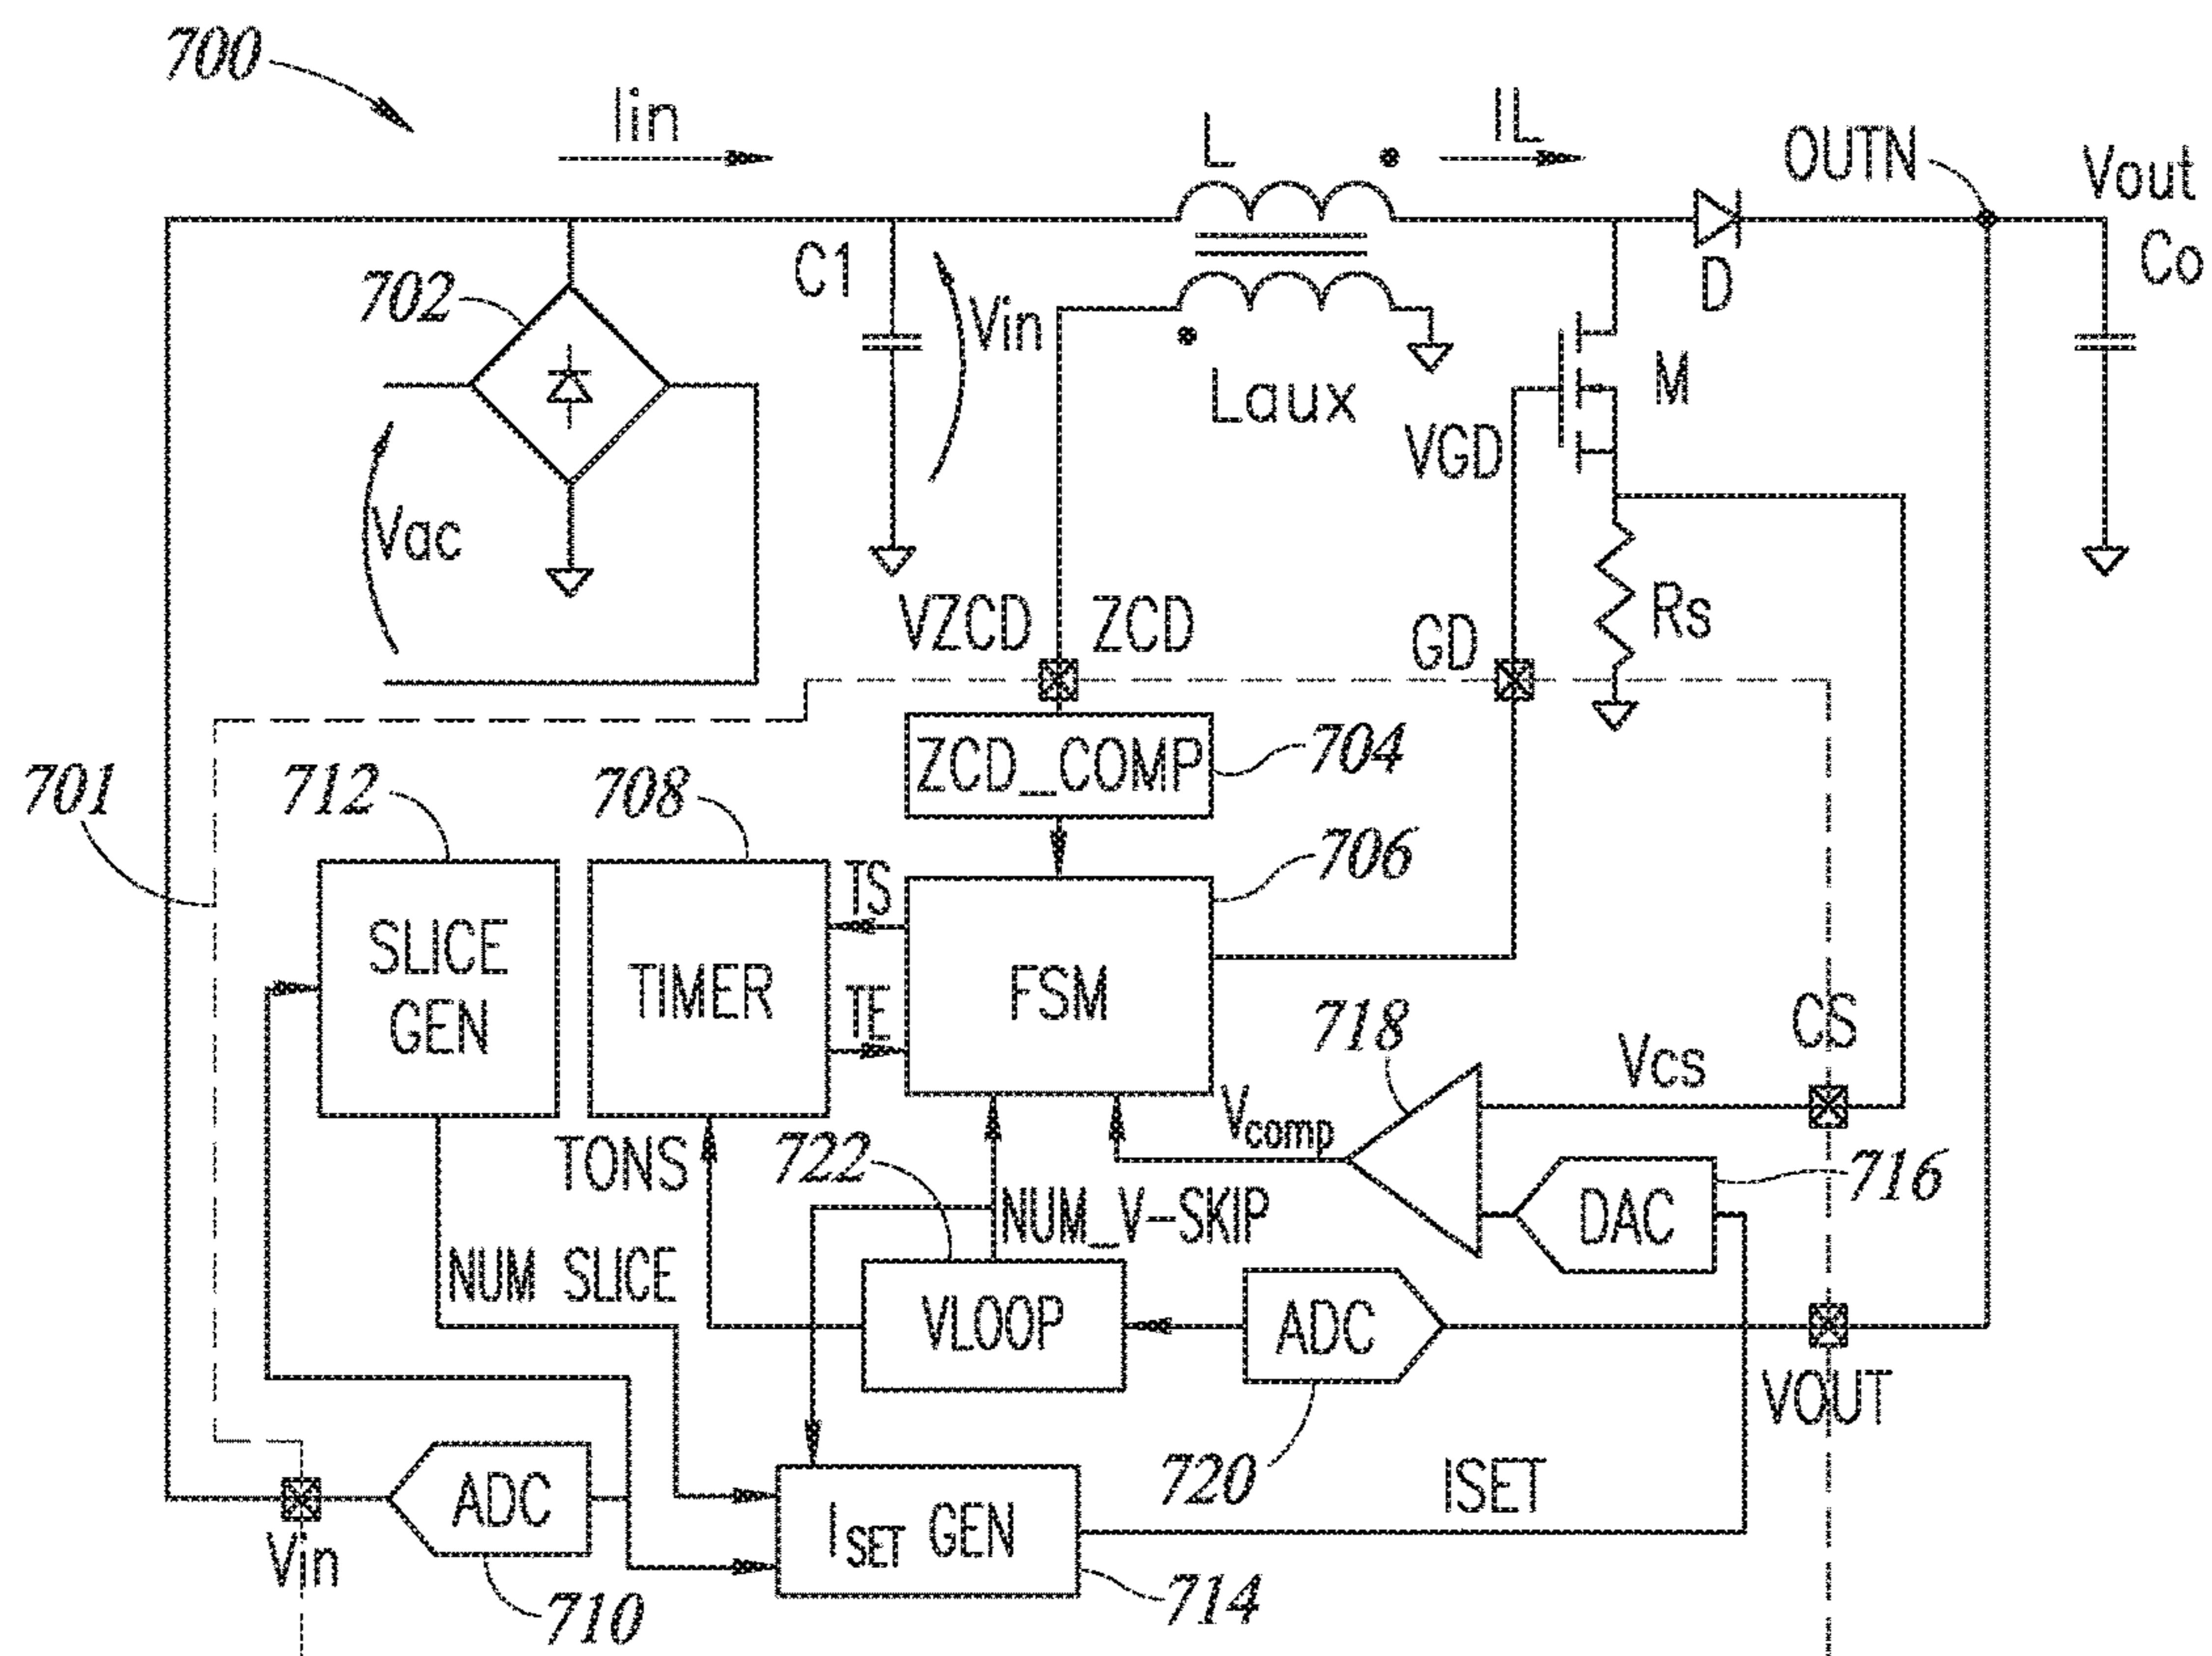 700
Iin
L
IL
OUTN
Vout
Co
702
C1
Vin
D
Laux
M
VGD
Vac
VZCD
ZCD
GD
Rs
701
712
708
ZCD_COMP
704
706
SLICE
GEN
TIMER
TS
TE
FSM
718
CS
Vcs
Vcomp
TONS
722
716
DAC
NUM_V-SKIP
NUM SLICE
VLOOP
ADC
VOUT
720
ADC
Vin
710
ISET GEN
ISET
714